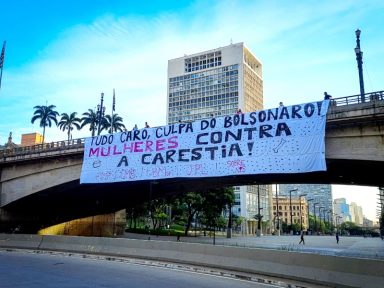 TUDO CARO, CULPA DO BOLSONARO!
MULHERES CONTRA
A CARESTIA!